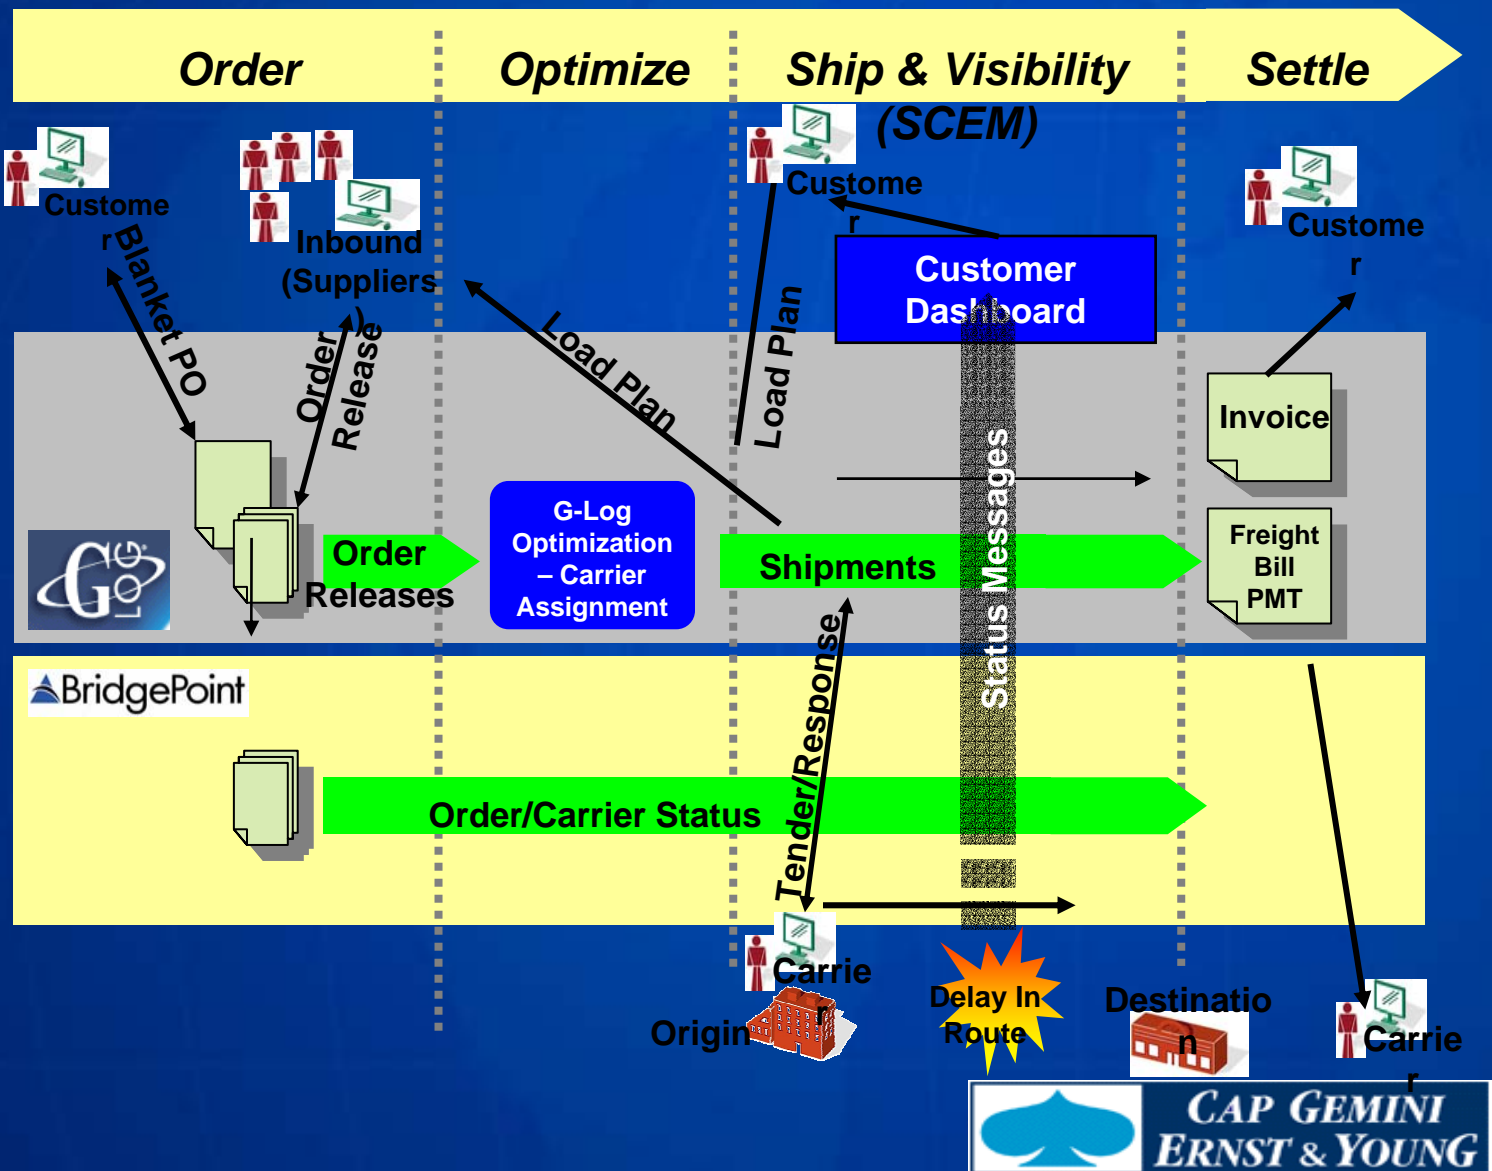 Order
Optimize
Ship & Visibility
(SCEM)
Settle
Custome
r
Inbound
(Suppliers
)
Custome
r
Custome
r
Customer
Dashboard
Blanket PO
Order
Release
Load Plan
Load Plan
Status Messages
Invoice
G-LOG
Order
Releases
G-Log
Optimization
– Carrier
Assignment
Shipments
Freight
Bill
PMT
BridgePoint
Tender/Response
Order/Carrier Status
Carrie
r
Origin
Delay In
Route
Destinatio
n
Carrie
r
CAP GEMINI
ERNST & YOUNG